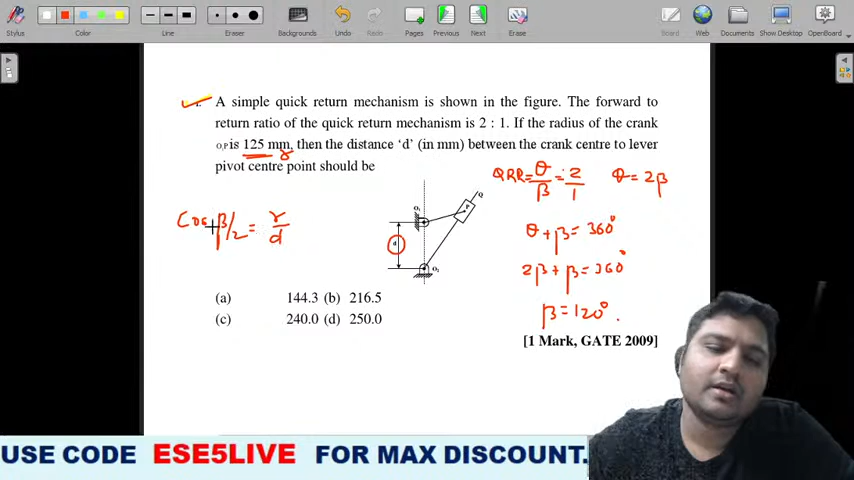 Stylus
Color
Line
Eraser
Backgrounds
Undo
Redo
Pages
Previous
Next
Erase
Board
Web
Show Desktop
OpenBoard
A simple quick return mechanism is shown in the figure. The forward to
return ratio of the quick return mechanism is 2 : 1. If the radius of the crank
O₁P is 125 mm, then the distance ‘d’ (in mm) between the crank centre to lever
r
pivot centre point should be
QRR = θ/β = 2/1
θ = 2β
Cos β/2 = r/d
θ + β = 360°
2β + β = 360°
β = 120°.
O₁
P
Q
d
O₂
(a) 144.3 (b) 216.5
(c) 240.0 (d) 250.0
[1 Mark, GATE 2009]
USE CODE ESE5LIVE FOR MAX DISCOUNT.